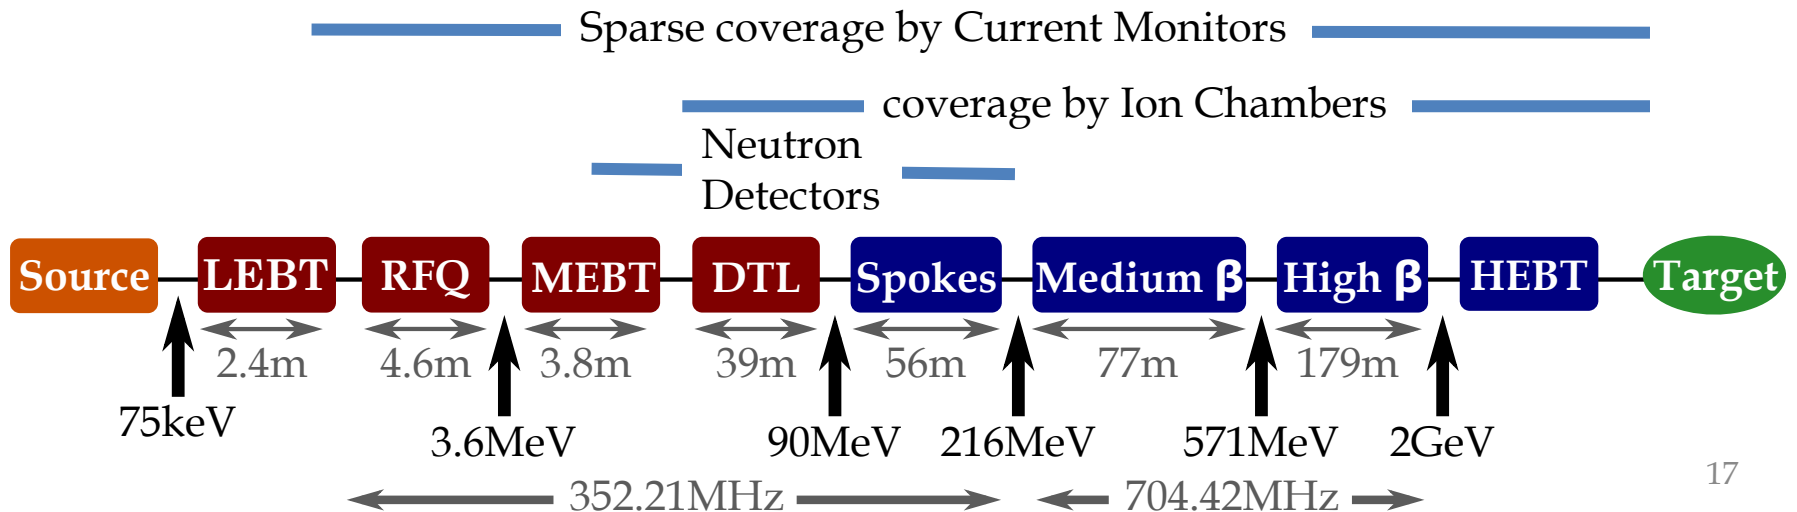 Sparse coverage by Current Monitors
coverage by Ion Chambers
Neutron
Detectors
Source LEBT RFQ MEBT DTL Spokes Medium β High β HEBT Target
2.4m 4.6m 3.8m 39m 56m 77m 179m
75keV
3.6MeV 90MeV 216MeV 571MeV 2GeV
352.21MHz 704.42MHz
17